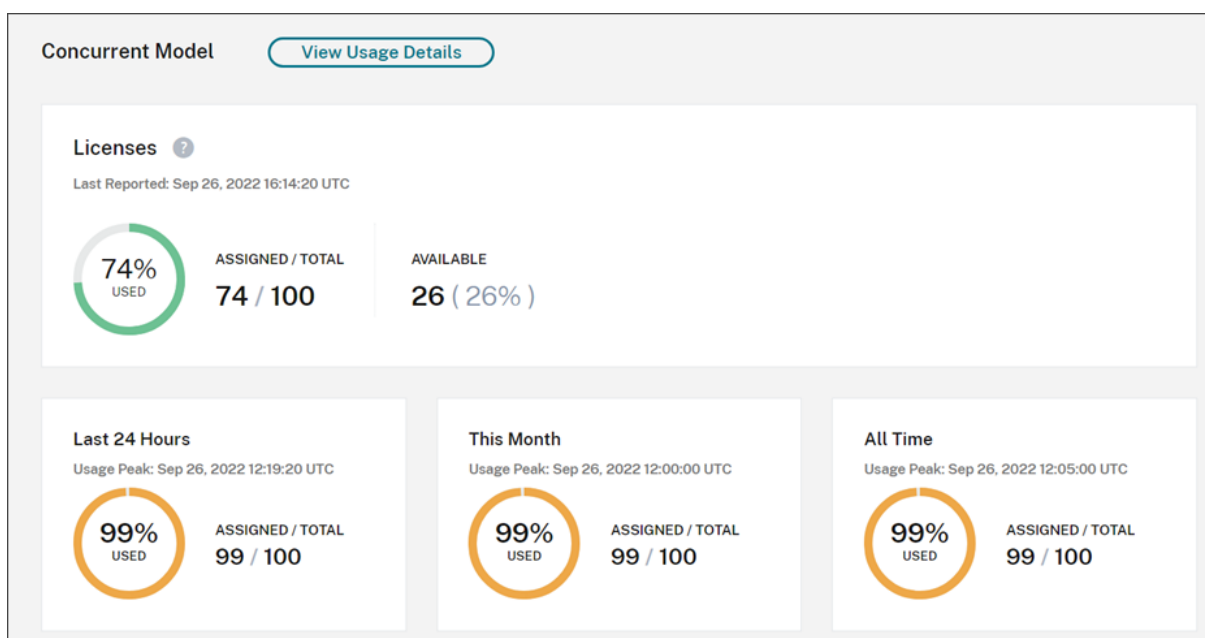 Concurrent Model
View Usage Details
Licenses ?
Last Reported: Sep 26, 2022 16:14:20 UTC
74%
USED
ASSIGNED / TOTAL
74 / 100
AVAILABLE
26 ( 26% )
Last 24 Hours
Usage Peak: Sep 26, 2022 12:19:20 UTC
99%
USED
ASSIGNED / TOTAL
99 / 100
This Month
Usage Peak: Sep 26, 2022 12:00:00 UTC
99%
USED
ASSIGNED / TOTAL
99 / 100
All Time
Usage Peak: Sep 26, 2022 12:05:00 UTC
99%
USED
ASSIGNED / TOTAL
99 / 100